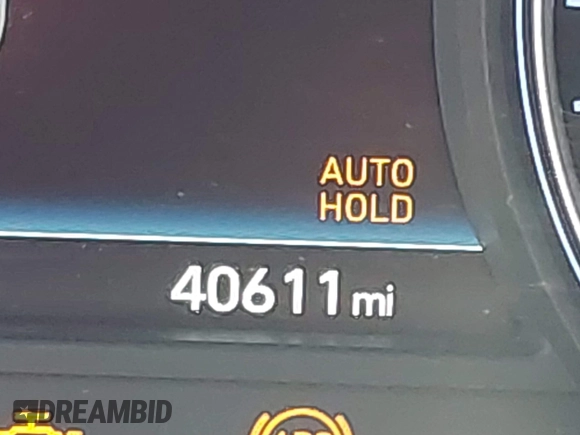 AUTO
HOLD
40611 mi
DREAMBID